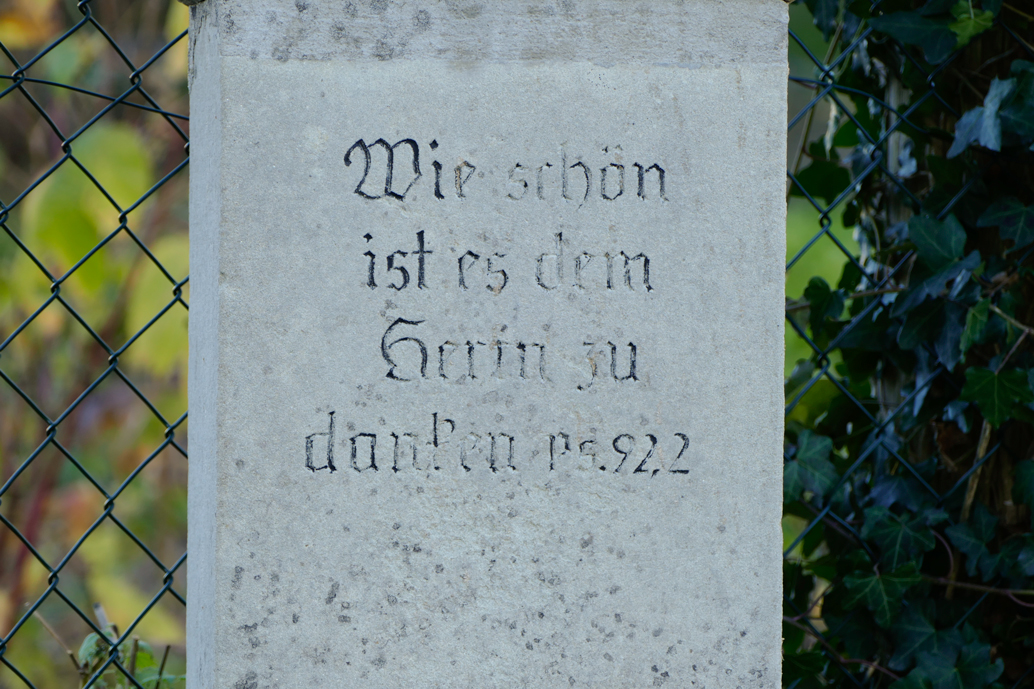 Wie schön
ist es dem
Herrn zu
danken Ps.92,2